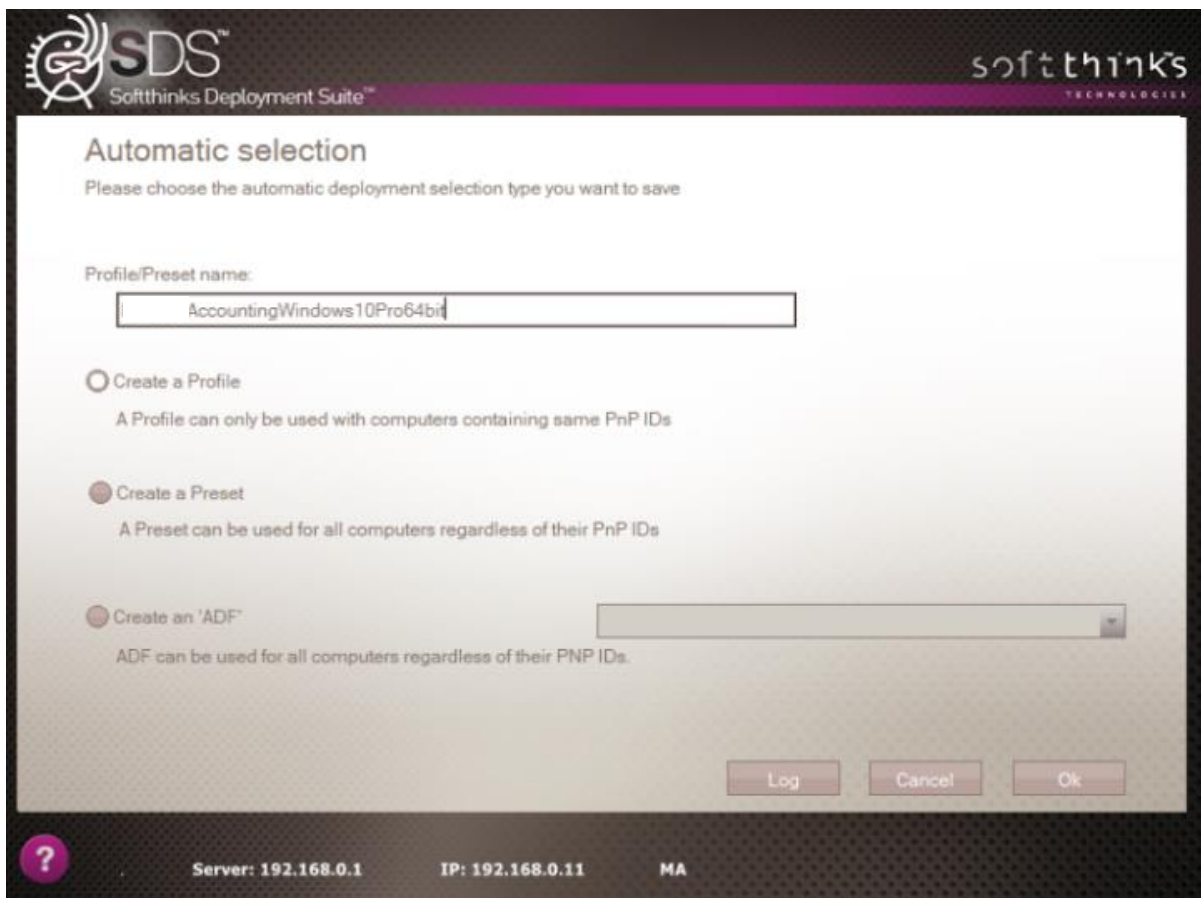 SDS™
Softthinks Deployment Suite™
softthinks
TECHNOLOGIES
Automatic selection
Please choose the automatic deployment selection type you want to save
Profile/Preset name:
AccountingWindows10Pro64bit
Create a Profile
A Profile can only be used with computers containing same PnP IDs
Create a Preset
A Preset can be used for all computers regardless of their PnP IDs
Create an 'ADF'
ADF can be used for all computers regardless of their PNP IDs.
Log Cancel Ok
? Server: 192.168.0.1 IP: 192.168.0.11 MA